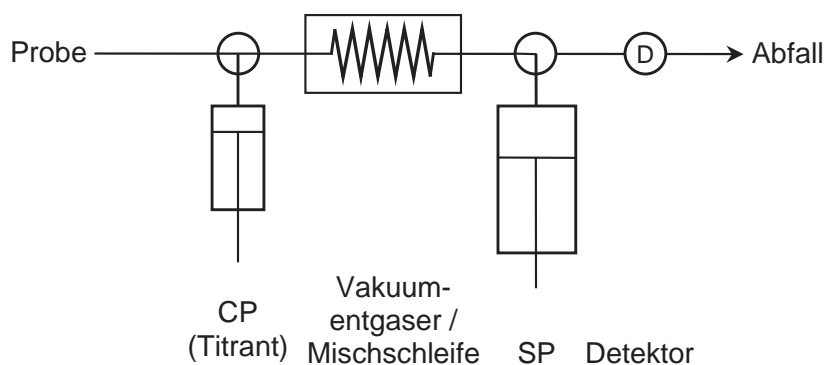 Probe
D
Abfall
CP
(Titrant)
Vakuum-
entgaser /
Mischschleife
SP
Detektor